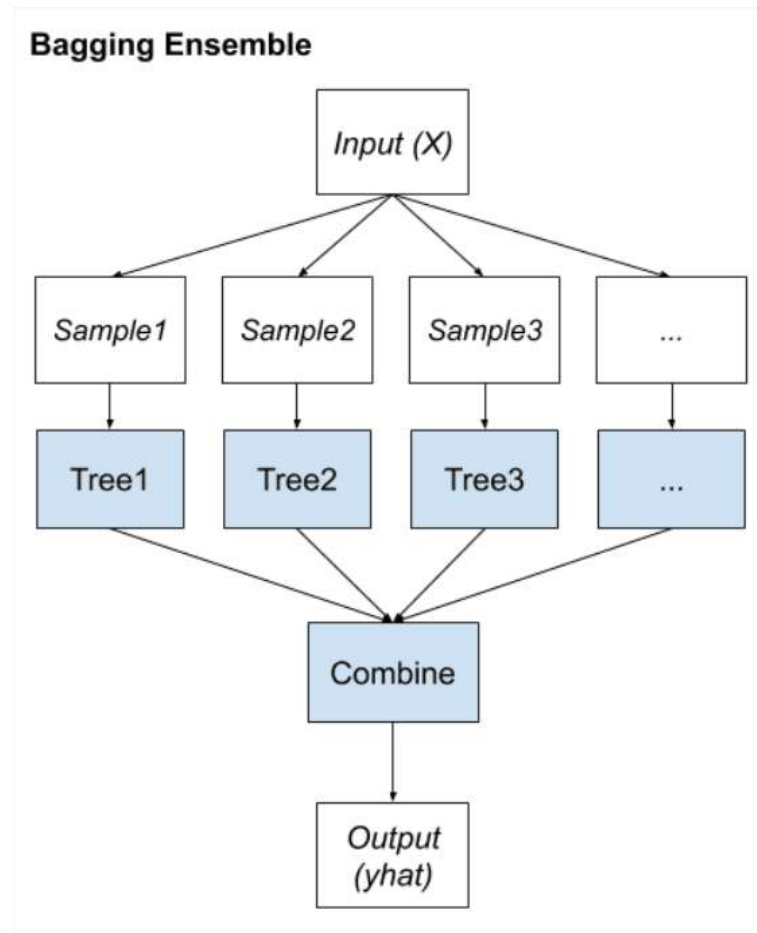 Bagging Ensemble
Input (X)
Sample1
Sample2
Sample3
...
Tree1
Tree2
Tree3
...
Combine
Output
(yhat)